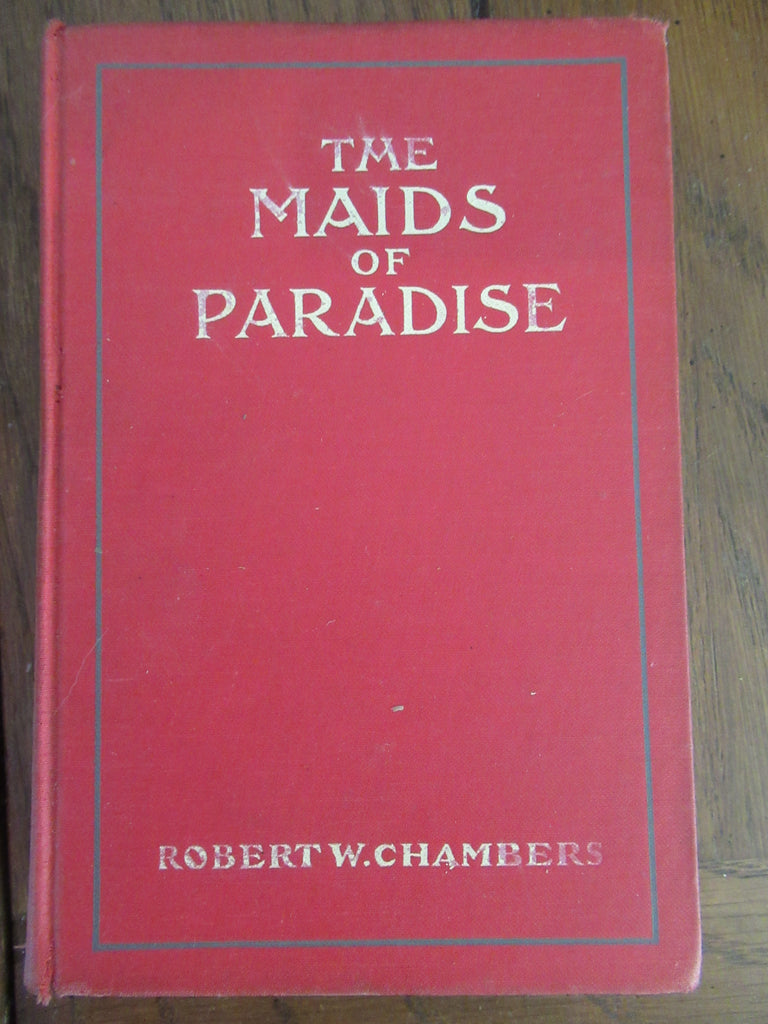 THE
MAIDS
OF
PARADISE
ROBERT W. CHAMBERS